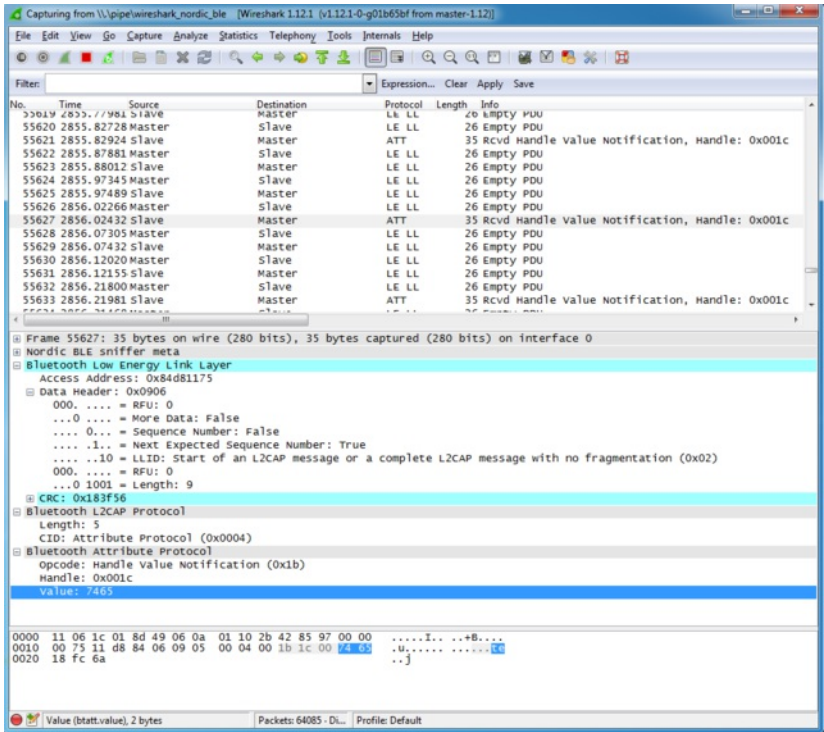 Capturing from \\.\pipe\wireshark_nordic_ble [Wireshark 1.12.1 (v1.12.1-0-g01b65bf from master-1.12)]
File Edit View Go Capture Analyze Statistics Telephony Tools Internals Help
Filter: Expression... Clear Apply Save
No. Time Source Destination Protocol Length Info
55619 2855.77981 Slave Master LE LL 26 Empty PDU
55620 2855.82728 Master Slave LE LL 26 Empty PDU
55621 2855.82924 Slave Master ATT 35 Rcvd Handle Value Notification, Handle: 0x001c
55622 2855.87881 Master Slave LE LL 26 Empty PDU
55623 2855.88012 Slave Master LE LL 26 Empty PDU
55624 2855.97345 Master Slave LE LL 26 Empty PDU
55625 2855.97489 Slave Master LE LL 26 Empty PDU
55626 2856.02266 Master Slave LE LL 26 Empty PDU
55627 2856.02432 Slave Master ATT 35 Rcvd Handle Value Notification, Handle: 0x001c
55628 2856.07305 Master Slave LE LL 26 Empty PDU
55629 2856.07432 Slave Master LE LL 26 Empty PDU
55630 2856.12020 Master Slave LE LL 26 Empty PDU
55631 2856.12155 Slave Master LE LL 26 Empty PDU
55632 2856.21800 Master Slave LE LL 26 Empty PDU
55633 2856.21981 Slave Master ATT 35 Rcvd Handle Value Notification, Handle: 0x001c
Frame 55627: 35 bytes on wire (280 bits), 35 bytes captured (280 bits) on interface 0
Nordic BLE sniffer meta
Bluetooth Low Energy Link Layer
Access Address: 0x84d81175
Data Header: 0x0906
000. .... = RFU: 0
...0 .... = More Data: False
.... 0... = Sequence Number: False
.... .1.. = Next Expected Sequence Number: True
.... ..10 = LLID: Start of an L2CAP message or a complete L2CAP message with no fragmentation (0x02)
000. .... = RFU: 0
...0 1001 = Length: 9
CRC: 0x183f56
Bluetooth L2CAP Protocol
Length: 5
CID: Attribute Protocol (0x0004)
Bluetooth Attribute Protocol
Opcode: Handle Value Notification (0x1b)
Handle: 0x001c
Value: 7465
0000 11 06 1c 01 8d 49 06 0a 01 10 2b 42 85 97 00 00 .....I.. ..+B....
0010 00 75 11 d8 84 06 09 05 00 04 00 1b 1c 00 74 65 .u...... ......te
0020 18 fc 6a ..j
Value (btatt.value), 2 bytes Packets: 64085 · Di... Profile: Default